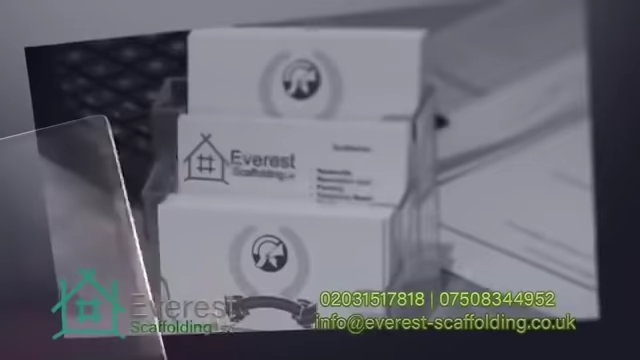 Everest
Scaffolding
Everest
Scaffolding
02031517818 | 07508344952
info@everest-scaffolding.co.uk